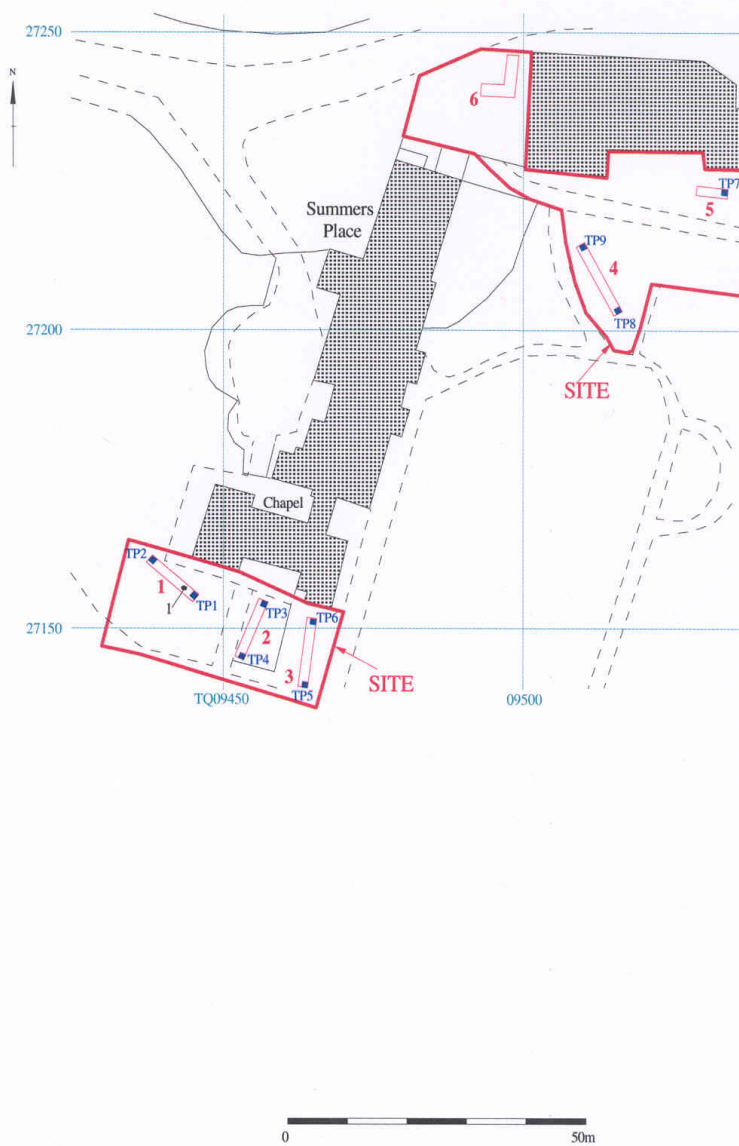 27250
N
6
TP7
5
Summers
Place
TP9
4
27200
TP8
SITE
Chapel
TP2
1
1
TP1
TP3
2
TP6
27150
TP4
3
TP5
SITE
TQ09450
09500
0
50m